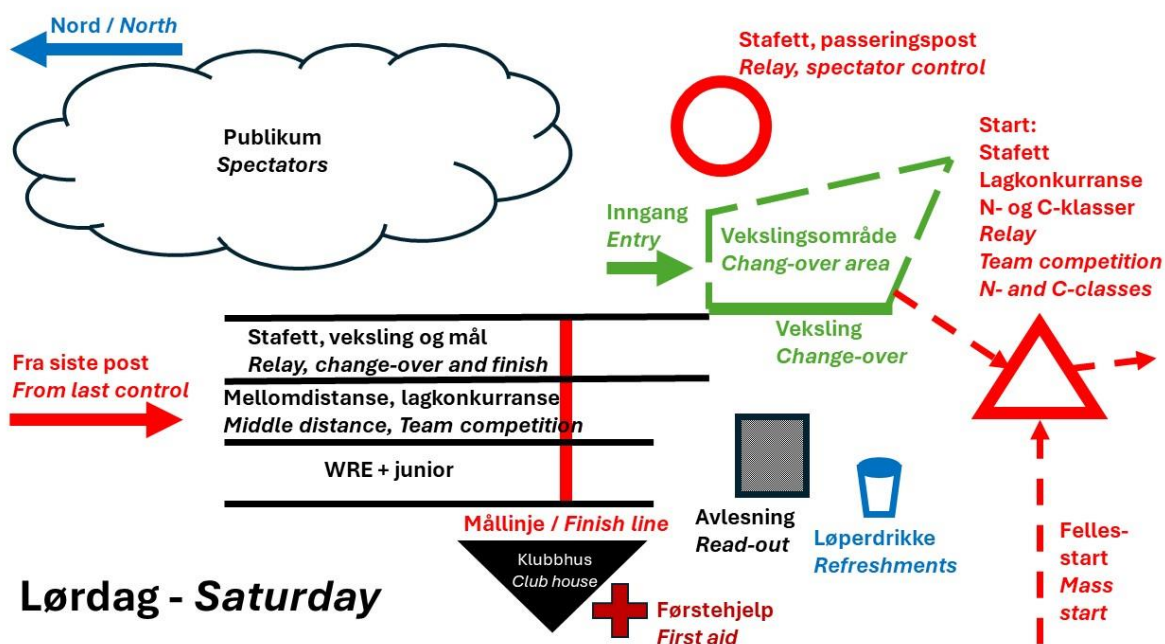 Nord / North
Publikum
Spectators
Stafett, passeringspost
Relay, spectator control
Start:
Stafett
Lagkonkurranse
N- og C-klasser
Relay
Team competition
N- and C-classes
Inngang
Entry
Vekslingsområde
Chang-over area
Veksling
Change-over
Fra siste post
From last control
Stafett, veksling og mål
Relay, change-over and finish
Mellomdistanse, lagkonkurranse
Middle distance, Team competition
WRE + junior
Mållinje / Finish line
Klubbhus
Club house
Avlesning
Read-out
Løperdrikke
Refreshments
Felles-
start
Mass
start
Lørdag - Saturday
Førstehjelp
First aid